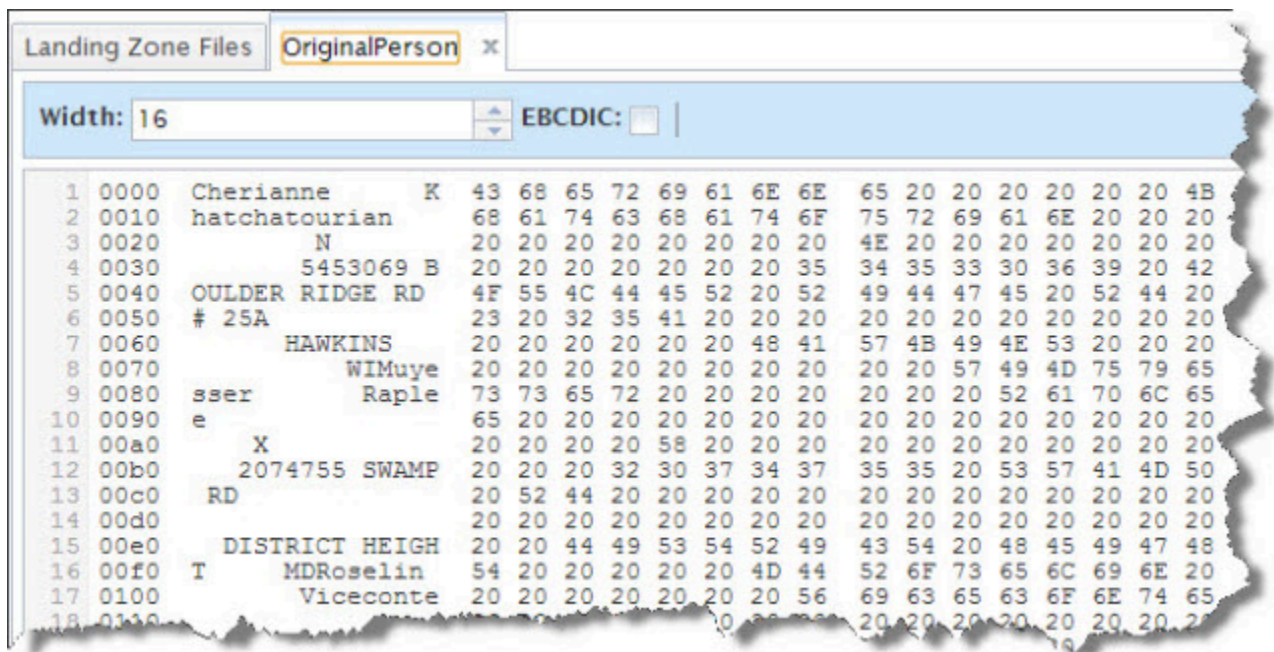 Landing Zone Files OriginalPerson x
Width: 16 EBCDIC:
1 0000 Cherianne K 43 68 65 72 69 61 6E 6E 65 20 20 20 20 20 20 4B
2 0010 hatchatourian 68 61 74 63 68 61 74 6F 75 72 69 61 6E 20 20 20
3 0020 N 20 20 20 20 20 20 20 20 4E 20 20 20 20 20 20 20
4 0030 5453069 B 20 20 20 20 20 20 20 35 34 35 33 30 36 39 20 42
5 0040 OULDER RIDGE RD 4F 55 4C 44 45 52 20 52 49 44 47 45 20 52 44 20
6 0050 # 25A 23 20 32 35 41 20 20 20 20 20 20 20 20 20 20 20
7 0060 HAWKINS 20 20 20 20 20 20 48 41 57 4B 49 4E 53 20 20 20
8 0070 WIMuye 20 20 20 20 20 20 20 20 20 20 57 49 4D 75 79 65
9 0080 sser Raple 73 73 65 72 20 20 20 20 20 20 20 52 61 70 6C 65
10 0090 e 65 20 20 20 20 20 20 20 20 20 20 20 20 20 20 20
11 00a0 X 20 20 20 20 58 20 20 20 20 20 20 20 20 20 20 20
12 00b0 2074755 SWAMP 20 20 20 32 30 37 34 37 35 35 20 53 57 41 4D 50
13 00c0 RD 20 52 44 20 20 20 20 20 20 20 20 20 20 20 20 20
14 00d0 20 20 20 20 20 20 20 20 20 20 20 20 20 20 20 20
15 00e0 DISTRICT HEIGH 20 20 44 49 53 54 52 49 43 54 20 48 45 49 47 48
16 00f0 T MDRoselin 54 20 20 20 20 20 4D 44 52 6F 73 65 6C 69 6E 20
17 0100 Viceconte 20 20 20 20 20 20 20 56 69 63 65 63 6F 6E 74 65
18 0110 20 20 20 20 20 20 20